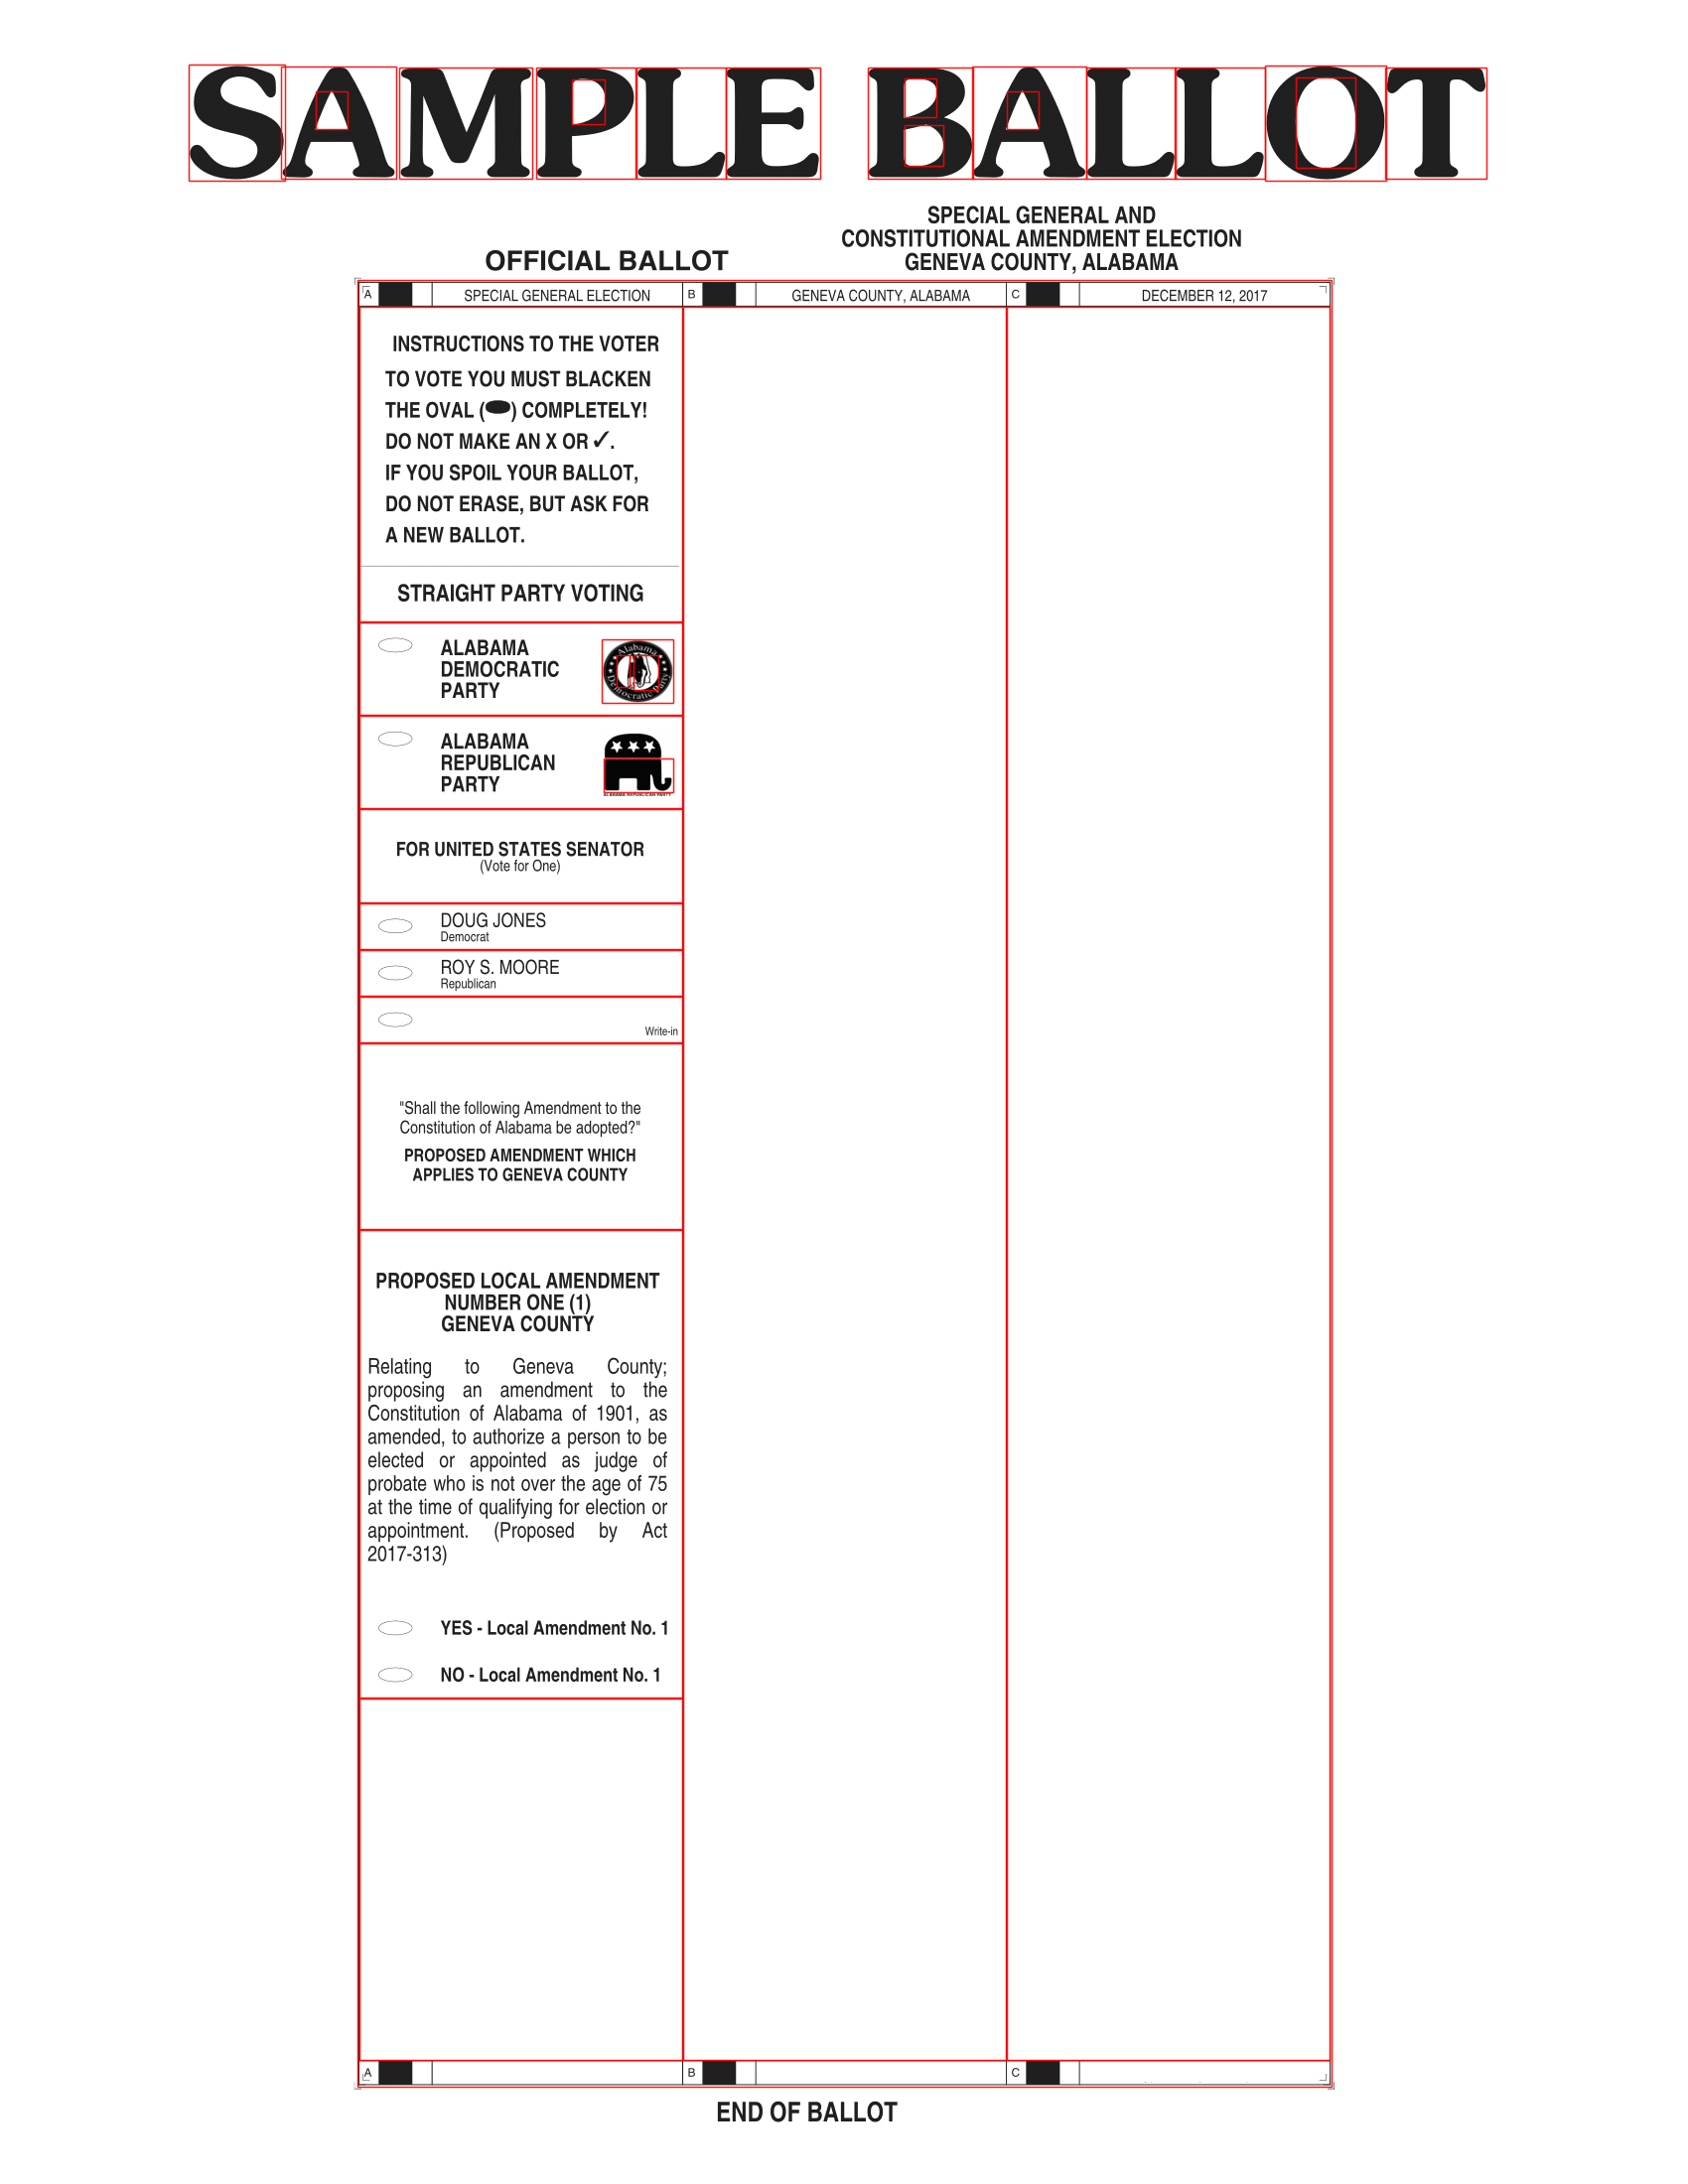 SAMPLE BALLOT
OFFICIAL BALLOT
SPECIAL GENERAL AND
CONSTITUTIONAL AMENDMENT ELECTION
GENEVA COUNTY, ALABAMA
A SPECIAL GENERAL ELECTION B GENEVA COUNTY, ALABAMA C DECEMBER 12, 2017
INSTRUCTIONS TO THE VOTER
TO VOTE YOU MUST BLACKEN
THE OVAL ( ) COMPLETELY!
DO NOT MAKE AN X OR ✓.
IF YOU SPOIL YOUR BALLOT,
DO NOT ERASE, BUT ASK FOR
A NEW BALLOT.
STRAIGHT PARTY VOTING
ALABAMA
DEMOCRATIC
PARTY
Alabama
Democratic Party
ALABAMA
REPUBLICAN
PARTY
ALABAMA REPUBLICAN PARTY
FOR UNITED STATES SENATOR
(Vote for One)
DOUG JONES
Democrat
ROY S. MOORE
Republican
Write-in
"Shall the following Amendment to the
Constitution of Alabama be adopted?"
PROPOSED AMENDMENT WHICH
APPLIES TO GENEVA COUNTY
PROPOSED LOCAL AMENDMENT
NUMBER ONE (1)
GENEVA COUNTY
Relating to Geneva County;
proposing an amendment to the
Constitution of Alabama of 1901, as
amended, to authorize a person to be
elected or appointed as judge of
probate who is not over the age of 75
at the time of qualifying for election or
appointment. (Proposed by Act
2017-313)
YES - Local Amendment No. 1
NO - Local Amendment No. 1
A B C
END OF BALLOT